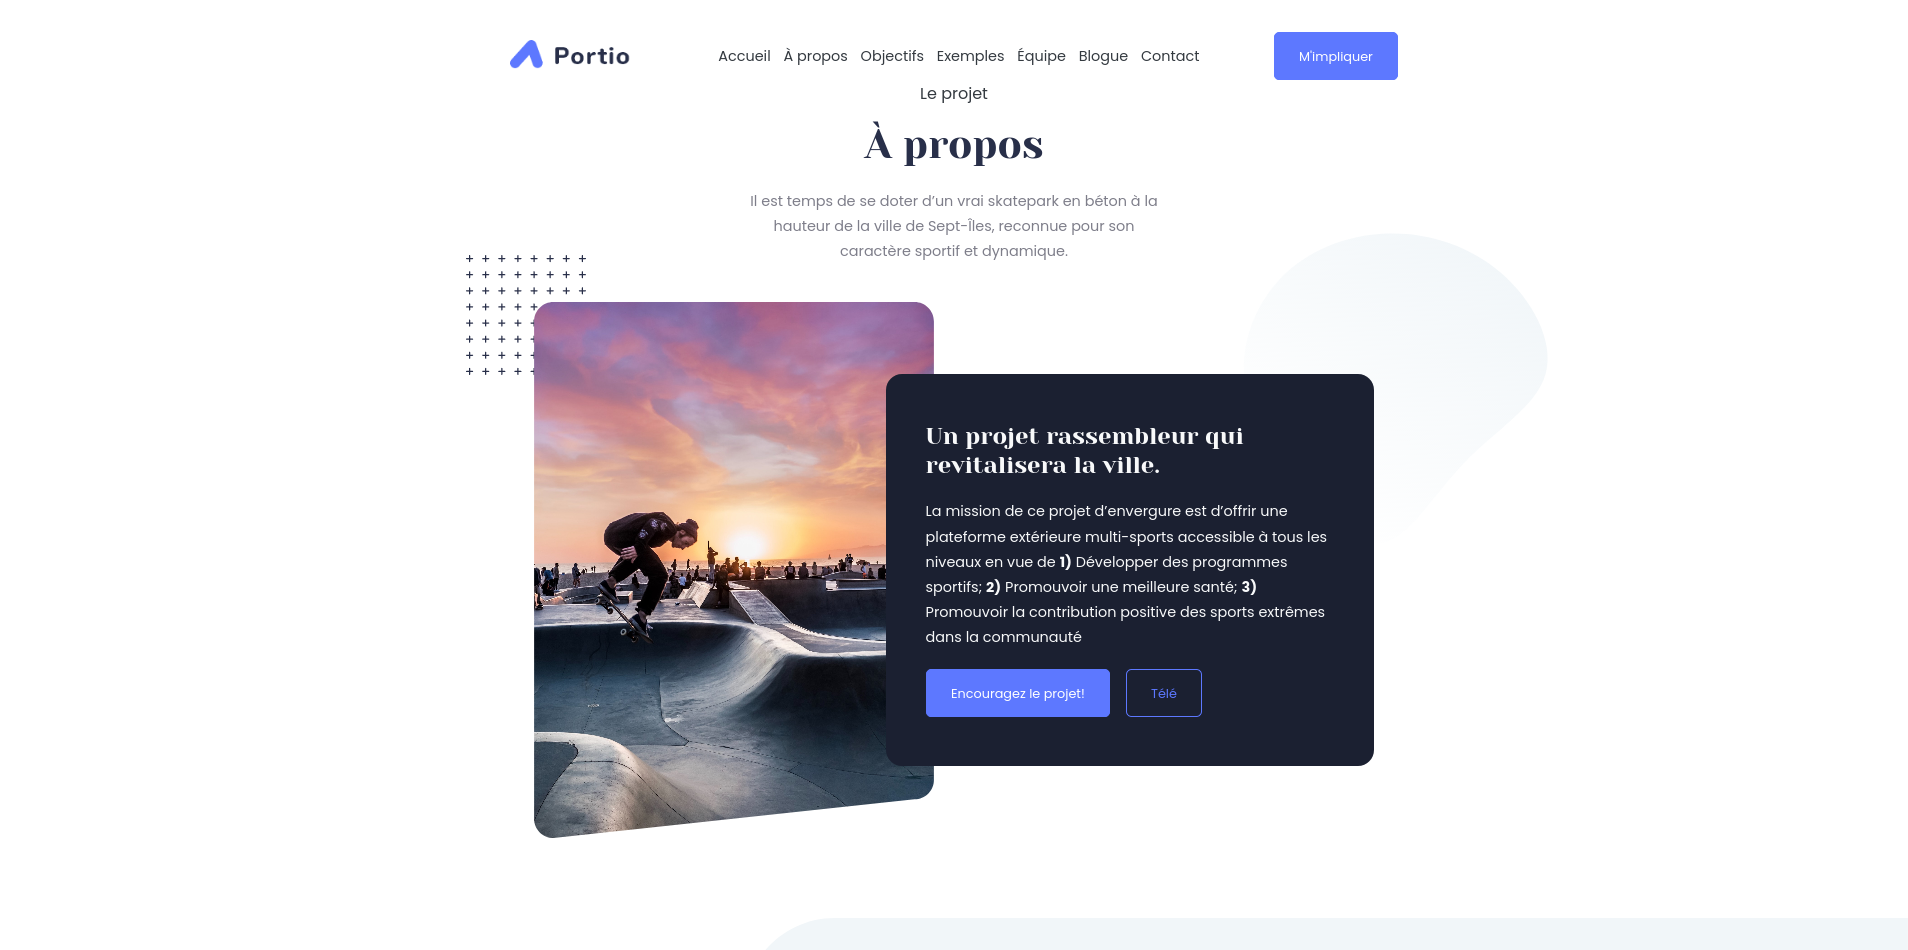 Portio
Accueil À propos Objectifs Exemples Équipe Blogue Contact
M'impliquer
Le projet
À propos
Il est temps de se doter d’un vrai skatepark en béton à la
hauteur de la ville de Sept-Îles, reconnue pour son
caractère sportif et dynamique.
Un projet rassembleur qui
revitalisera la ville.
La mission de ce projet d’envergure est d’offrir une
plateforme extérieure multi-sports accessible à tous les
niveaux en vue de 1) Développer des programmes
sportifs; 2) Promouvoir une meilleure santé; 3)
Promouvoir la contribution positive des sports extrêmes
dans la communauté
Encouragez le projet!
Télé